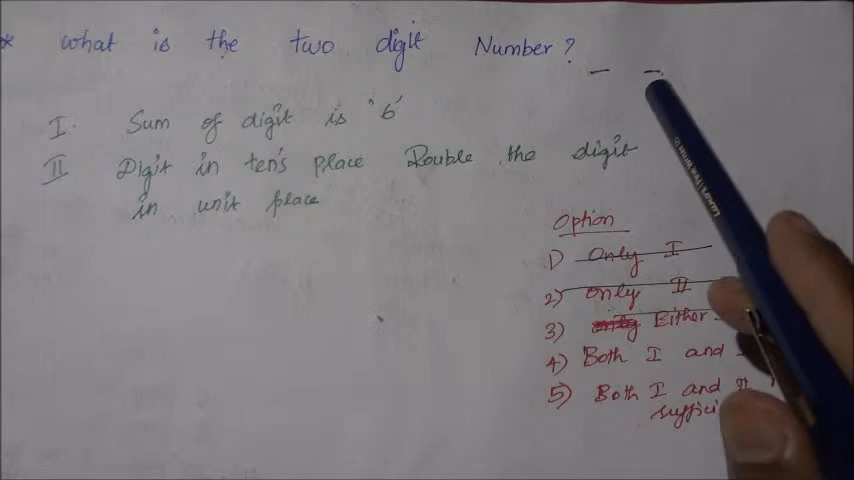 * what is the two digit Number? _ _
I. Sum of digit is '6'
II Digit in ten's place Double the digit
in unit place
Option
1) Only I
2) Only II
3) Either
4) Both I and
5) Both I and II
suffici